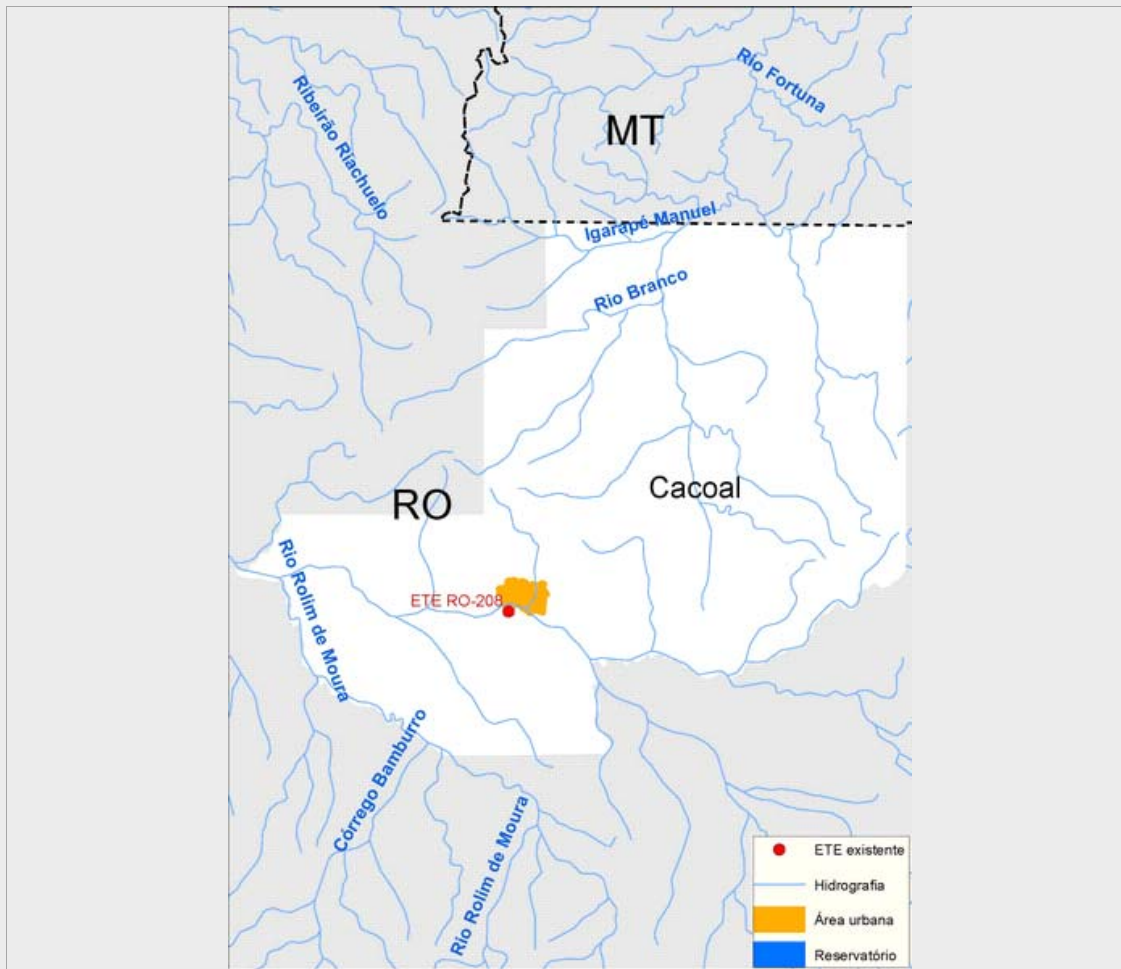 Rio Fortuna
Ribeirão Riachuelo
MT
Igarapé Manuel
Rio Branco
Cacoal
RO
ETE RO-208
Rio Rolim de Moura
Córrego Bamburro
Rio Rolim de Moura
ETE existente
Hidrografia
Área urbana
Reservatório